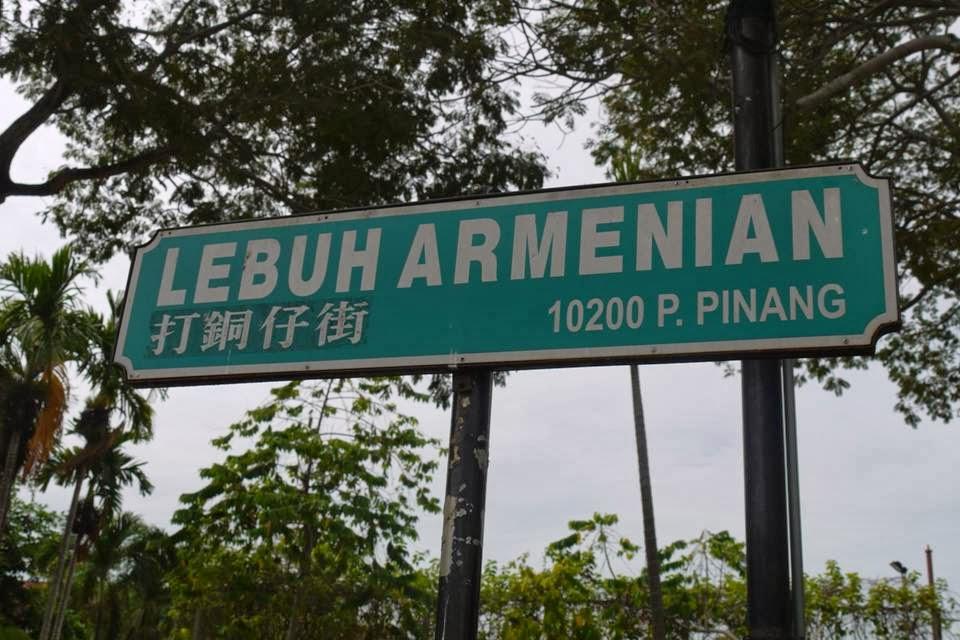 LEBUH ARMENIAN
打銅仔街
10200 P. PINANG